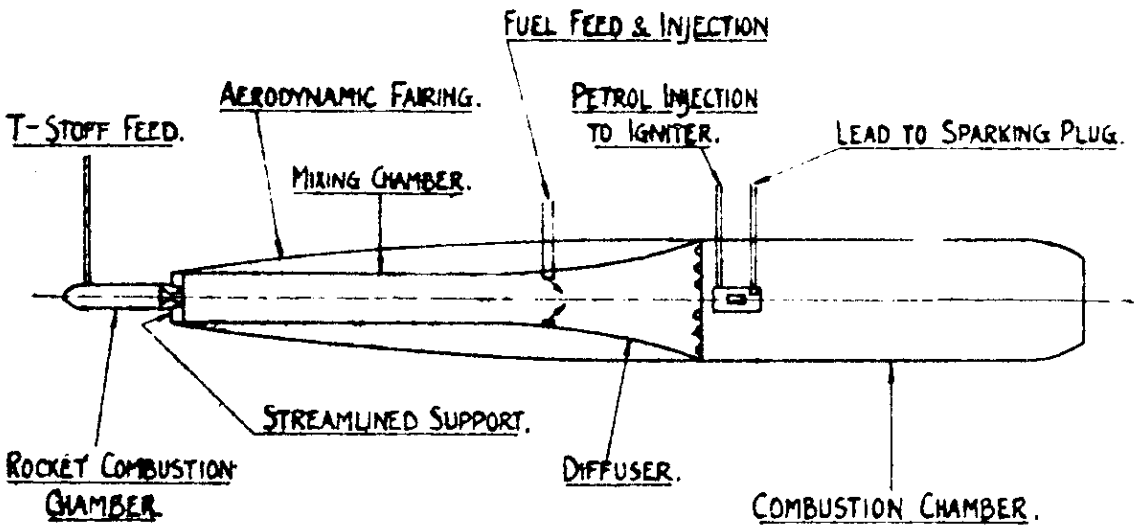 FUEL FEED & INJECTION
AERODYNAMIC FAIRING.
PETROL INJECTION
TO IGNITER.
T-STOFF FEED.
LEAD TO SPARKING PLUG.
MIXING CHAMBER.
STREAMLINED SUPPORT.
ROCKET COMBUSTION
CHAMBER
DIFFUSER.
COMBUSTION CHAMBER.